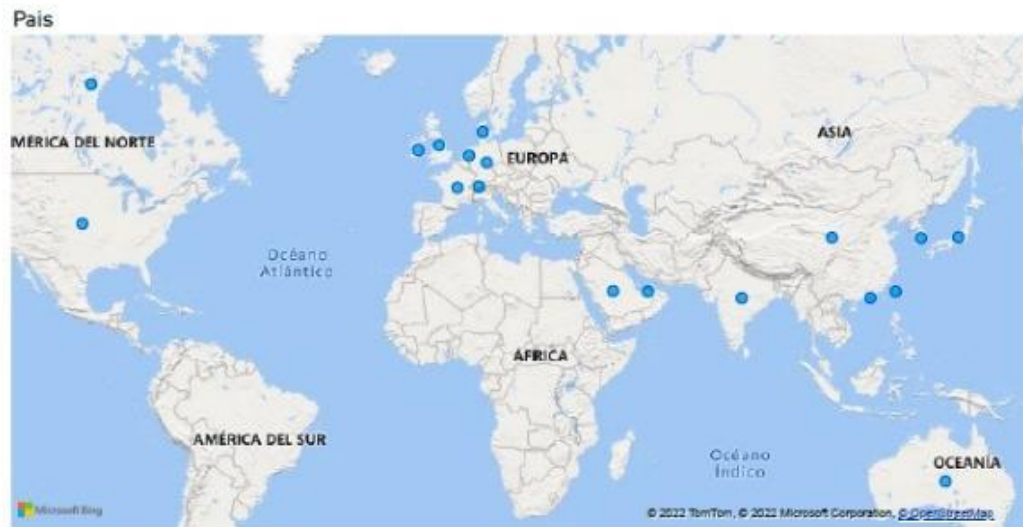 Pais
MÉRICA DEL NORTE
EUROPA
ASIA
Océano
Atlántico
ÁFRICA
AMÉRICA DEL SUR
Océano
Índico
OCEANÍA
Microsoft Bing
© 2022 TomTom, © 2022 Microsoft Corporation, © OpenStreetMap